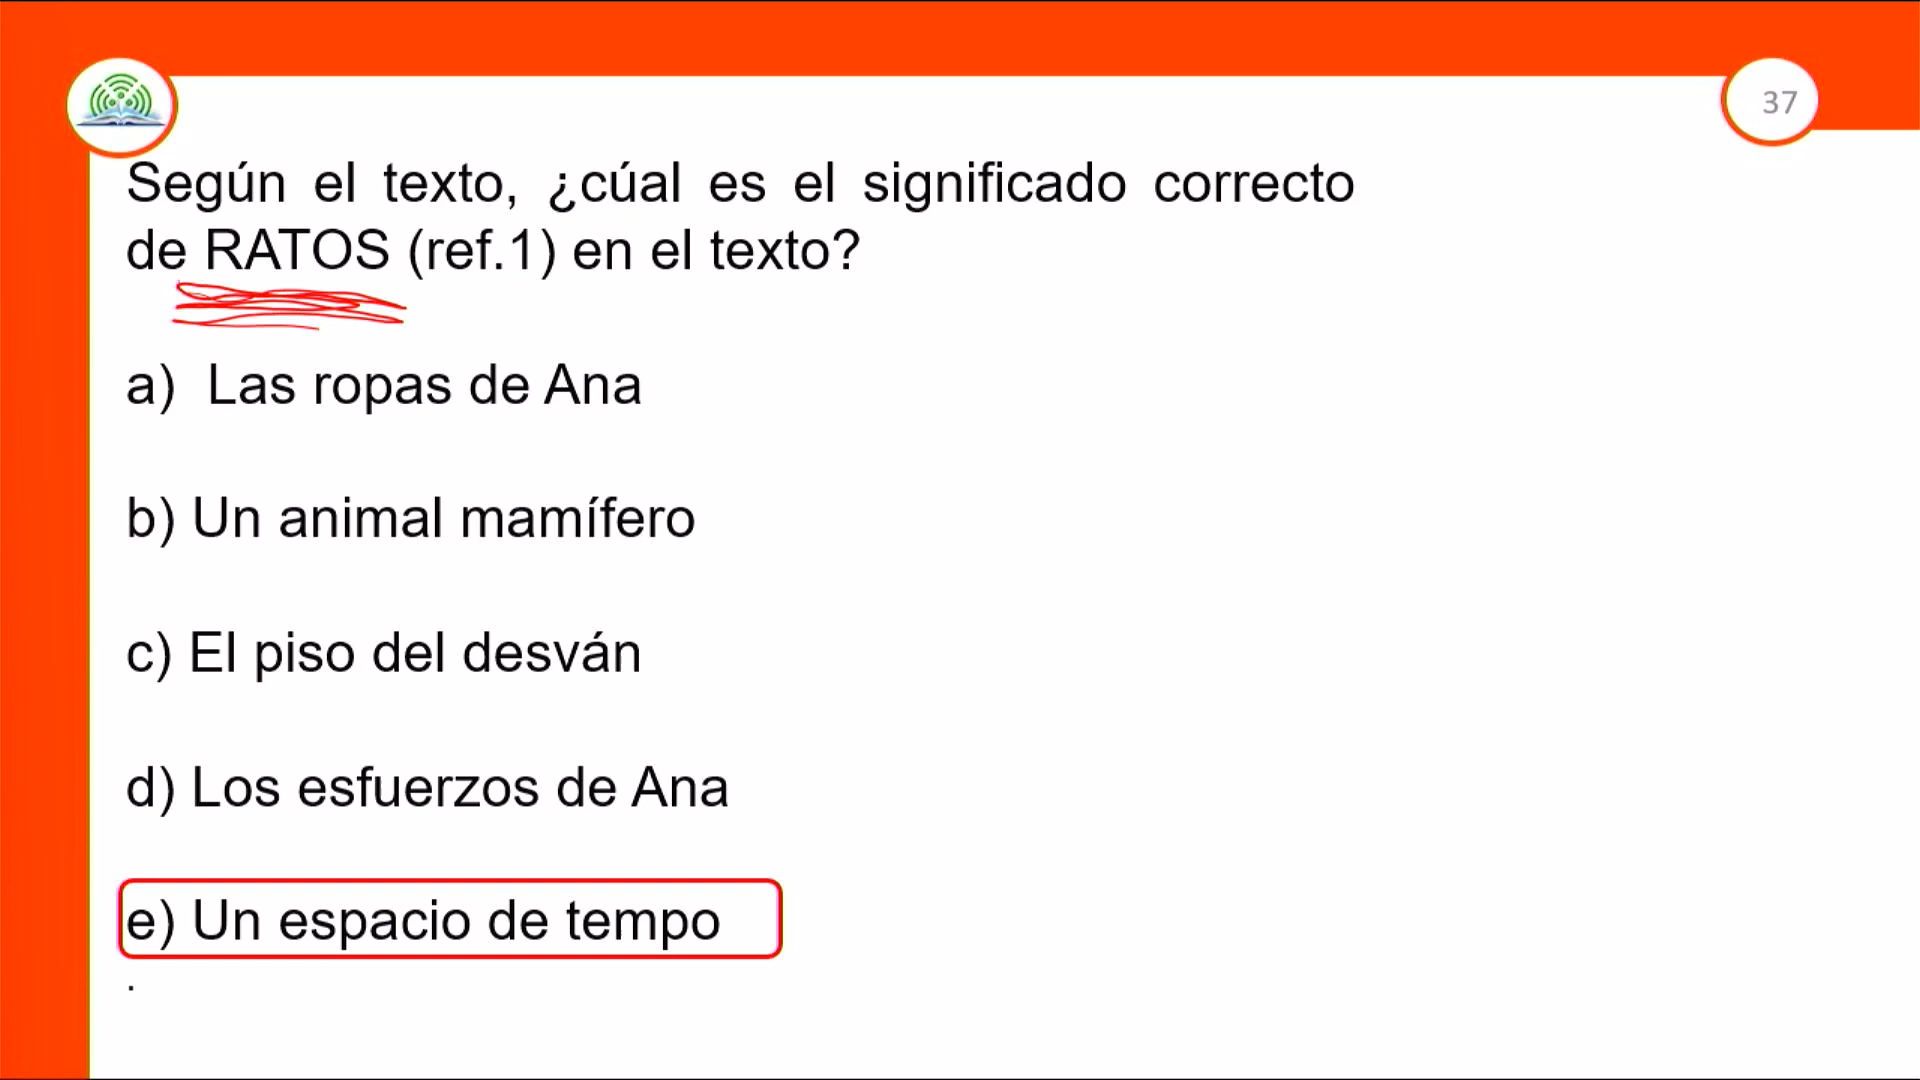 37
Según el texto, ¿cúal es el significado correcto
de RATOS (ref.1) en el texto?
a) Las ropas de Ana
b) Un animal mamífero
c) El piso del desván
d) Los esfuerzos de Ana
e) Un espacio de tempo
.